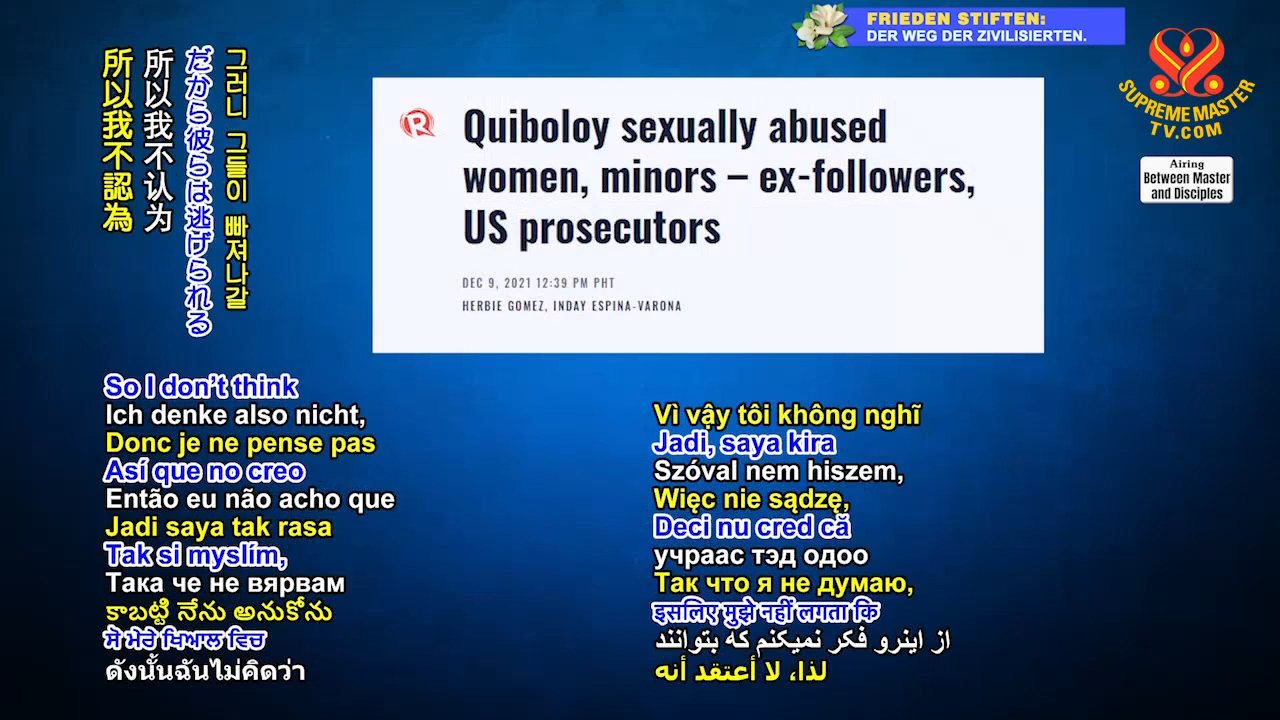 FRIEDEN STIFTEN:
DER WEG DER ZIVILISIERTEN.
SUPREME MASTER
TV.COM
Airing
Between Master
and Disciples
所以我不認為
所以我不认为
だから彼らは逃げられる
그러니 그들이 빠져나갈
R
Quiboloy sexually abused
women, minors – ex-followers,
US prosecutors
DEC 9, 2021 12:39 PM PHT
HERBIE GOMEZ, INDAY ESPINA-VARONA
So I don't think
Ich denke also nicht,
Donc je ne pense pas
Así que no creo
Então eu não acho que
Jadi saya tak rasa
Tak si myslím,
Така че не вярвам
కాబట్టి నేను అనుకోను
ਸੋ ਮੇਰੇ ਖਿਆਲ ਵਿਚ
ดังนั้นฉันไม่คิดว่า
Vì vậy tôi không nghĩ
Jadi, saya kira
Szóval nem hiszem,
Więc nie sądzę,
Deci nu cred că
учраас тэд одоо
Так что я не думаю,
इसलिए मुझे नहीं लगता कि
از اینرو فکر نمیکنم که بتوانند
لذا، لا أعتقد أنه